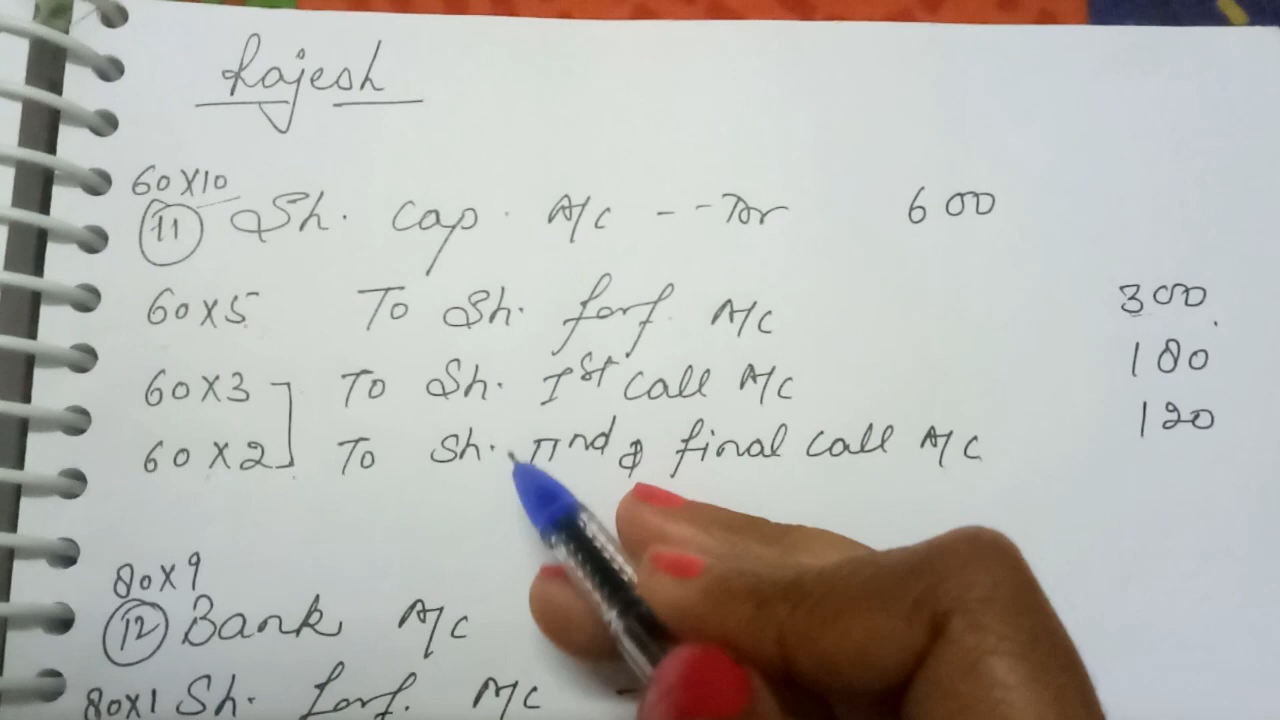 Rajesh
60X10
11 Sh. Cap. A/c - - Dr 600
60X5 To Sh. forf. A/c 300
60X3 To Sh. Ist call A/c 180
60X2 To Sh. IInd & final call A/c 120
80X9
12 Bank A/c
80X1 Sh. forf. A/c -